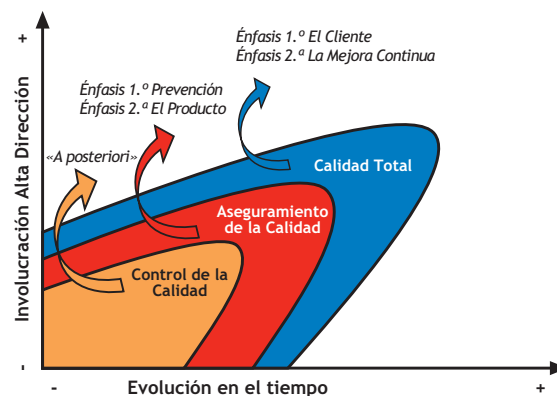 +
Énfasis 1.º El Cliente
Énfasis 2.ª La Mejora Continua
Énfasis 1.º Prevención
Énfasis 2.ª El Producto
«A posteriori»
Calidad Total
Aseguramiento
de la Calidad
Control de la
Calidad
Involucración Alta Dirección
-
-
Evolución en el tiempo
+